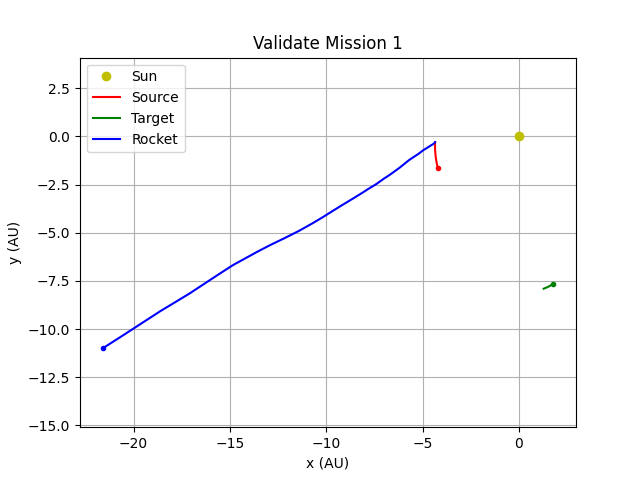 Validate Mission 1
Sun
Source
Target
Rocket
2.5
0.0
−2.5
−5.0
−7.5
−10.0
−12.5
−15.0
y (AU)
−20
−15
−10
−5
0
x (AU)